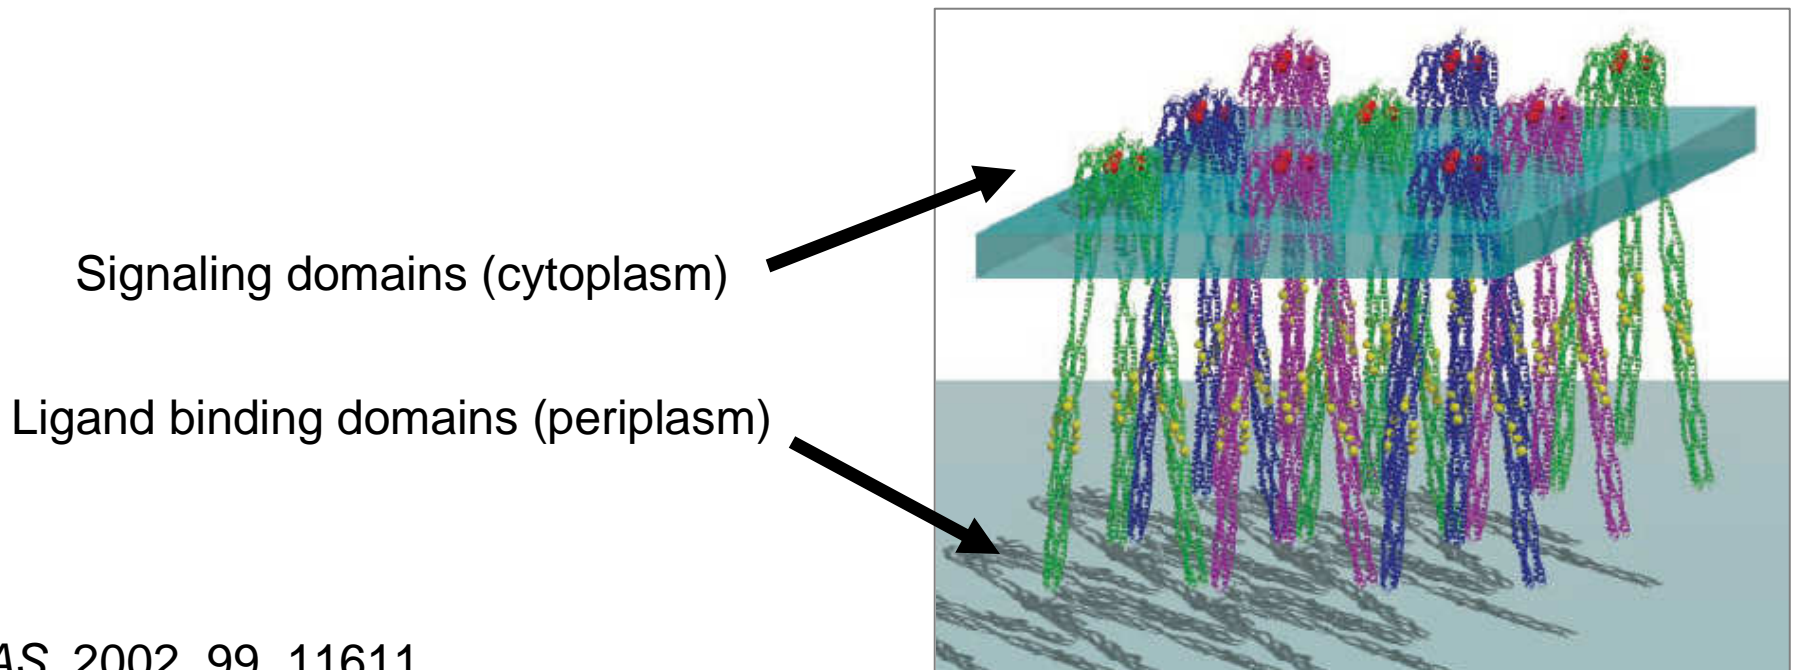 Signaling domains (cytoplasm)
Ligand binding domains (periplasm)
2002, 99, 11611